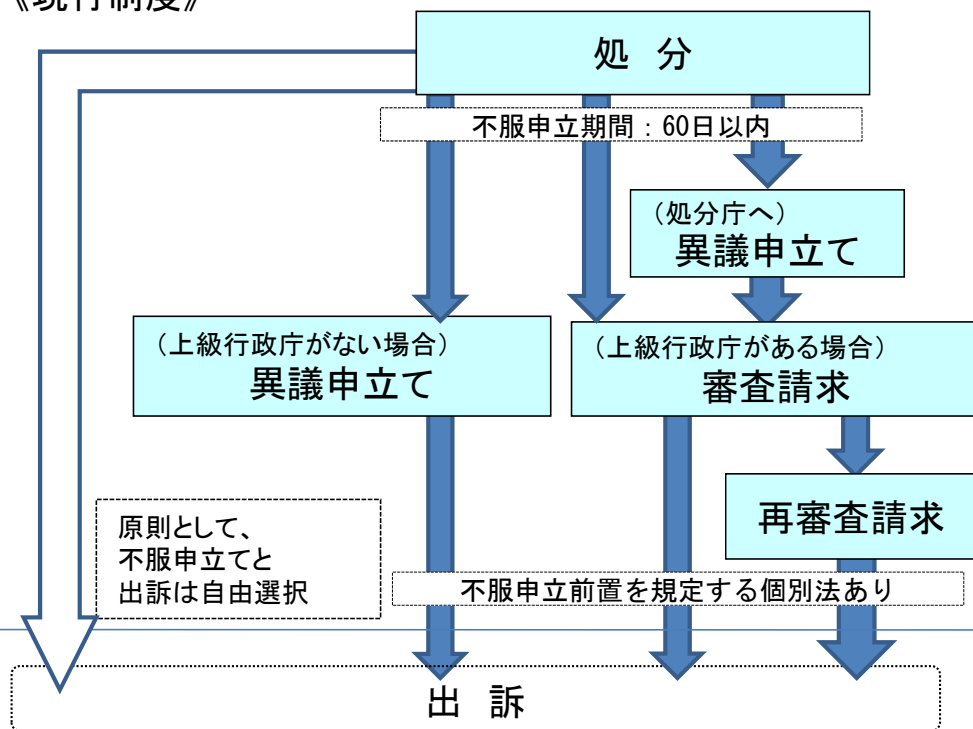 《現行制度》
処 分
不服申立期間：60日以内
（処分庁へ）
異議申立て
（上級行政庁がない場合）
異議申立て
（上級行政庁がある場合）
審査請求
再審査請求
原則として、
不服申立てと
出訴は自由選択
不服申立前置を規定する個別法あり
出 訴